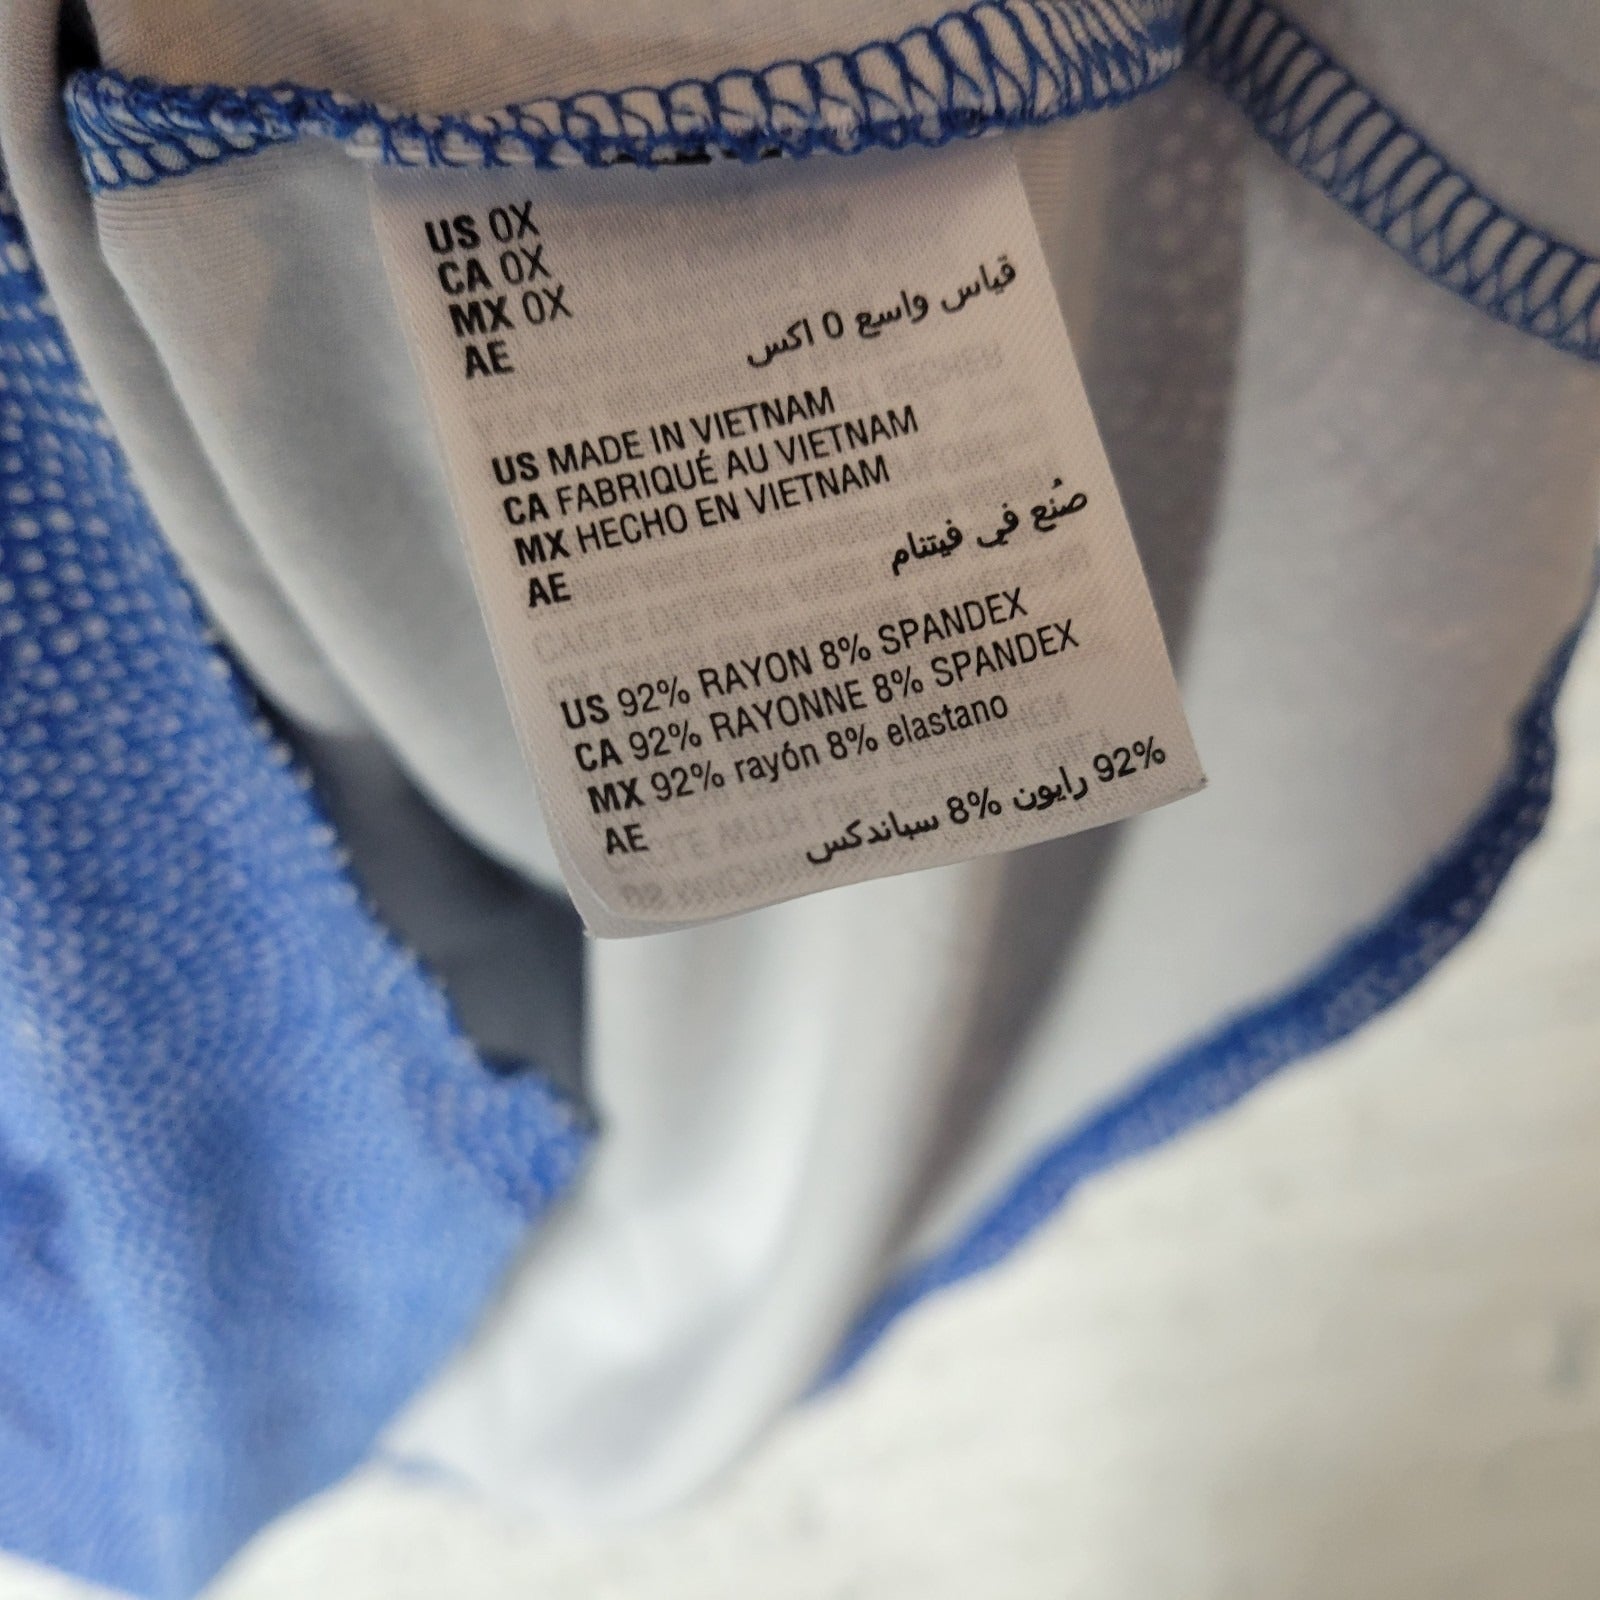 US 0X
CA 0X
MX 0X
AE
قياس واسع 0 اكس
US MADE IN VIETNAM
CA FABRIQUÉ AU VIETNAM
MX HECHO EN VIETNAM
AE
صُنع في فيتنام
US 92% RAYON 8% SPANDEX
CA 92% RAYONNE 8% SPANDEX
MX 92% rayón 8% elastano
AE
92% رايون 8% سباندكس